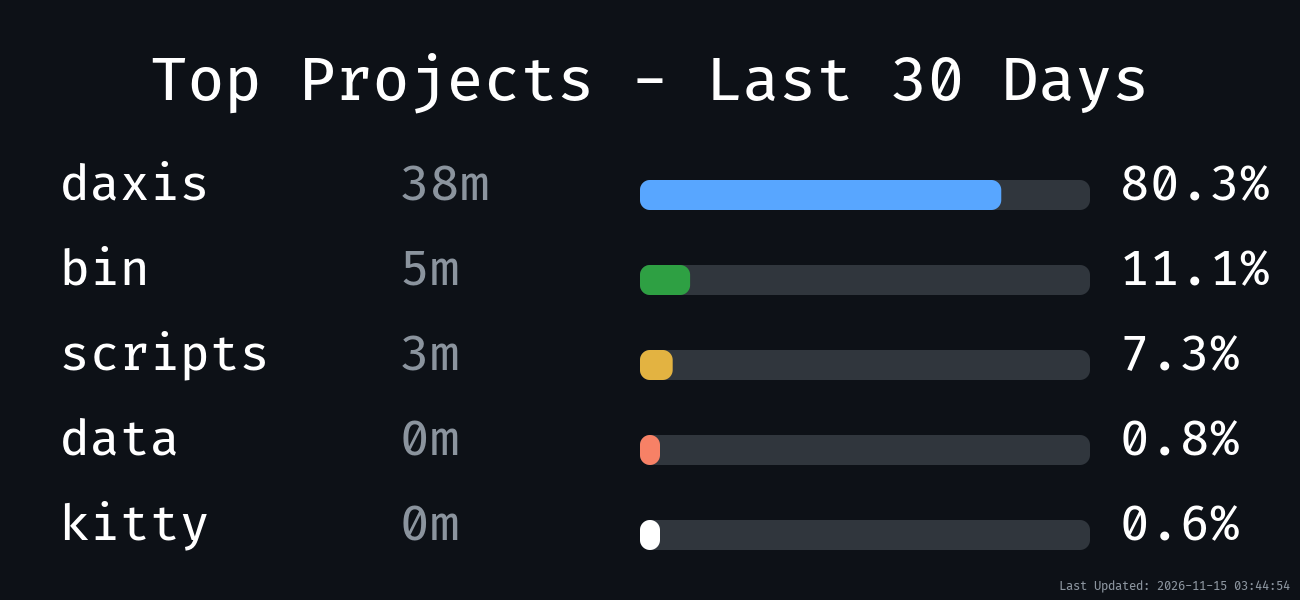 Top Projects - Last 30 Days
daxis 38m 80.3%
bin 5m 11.1%
scripts 3m 7.3%
data 0m 0.8%
kitty 0m 0.6%
Last Updated: 2026-11-15 03:44:54